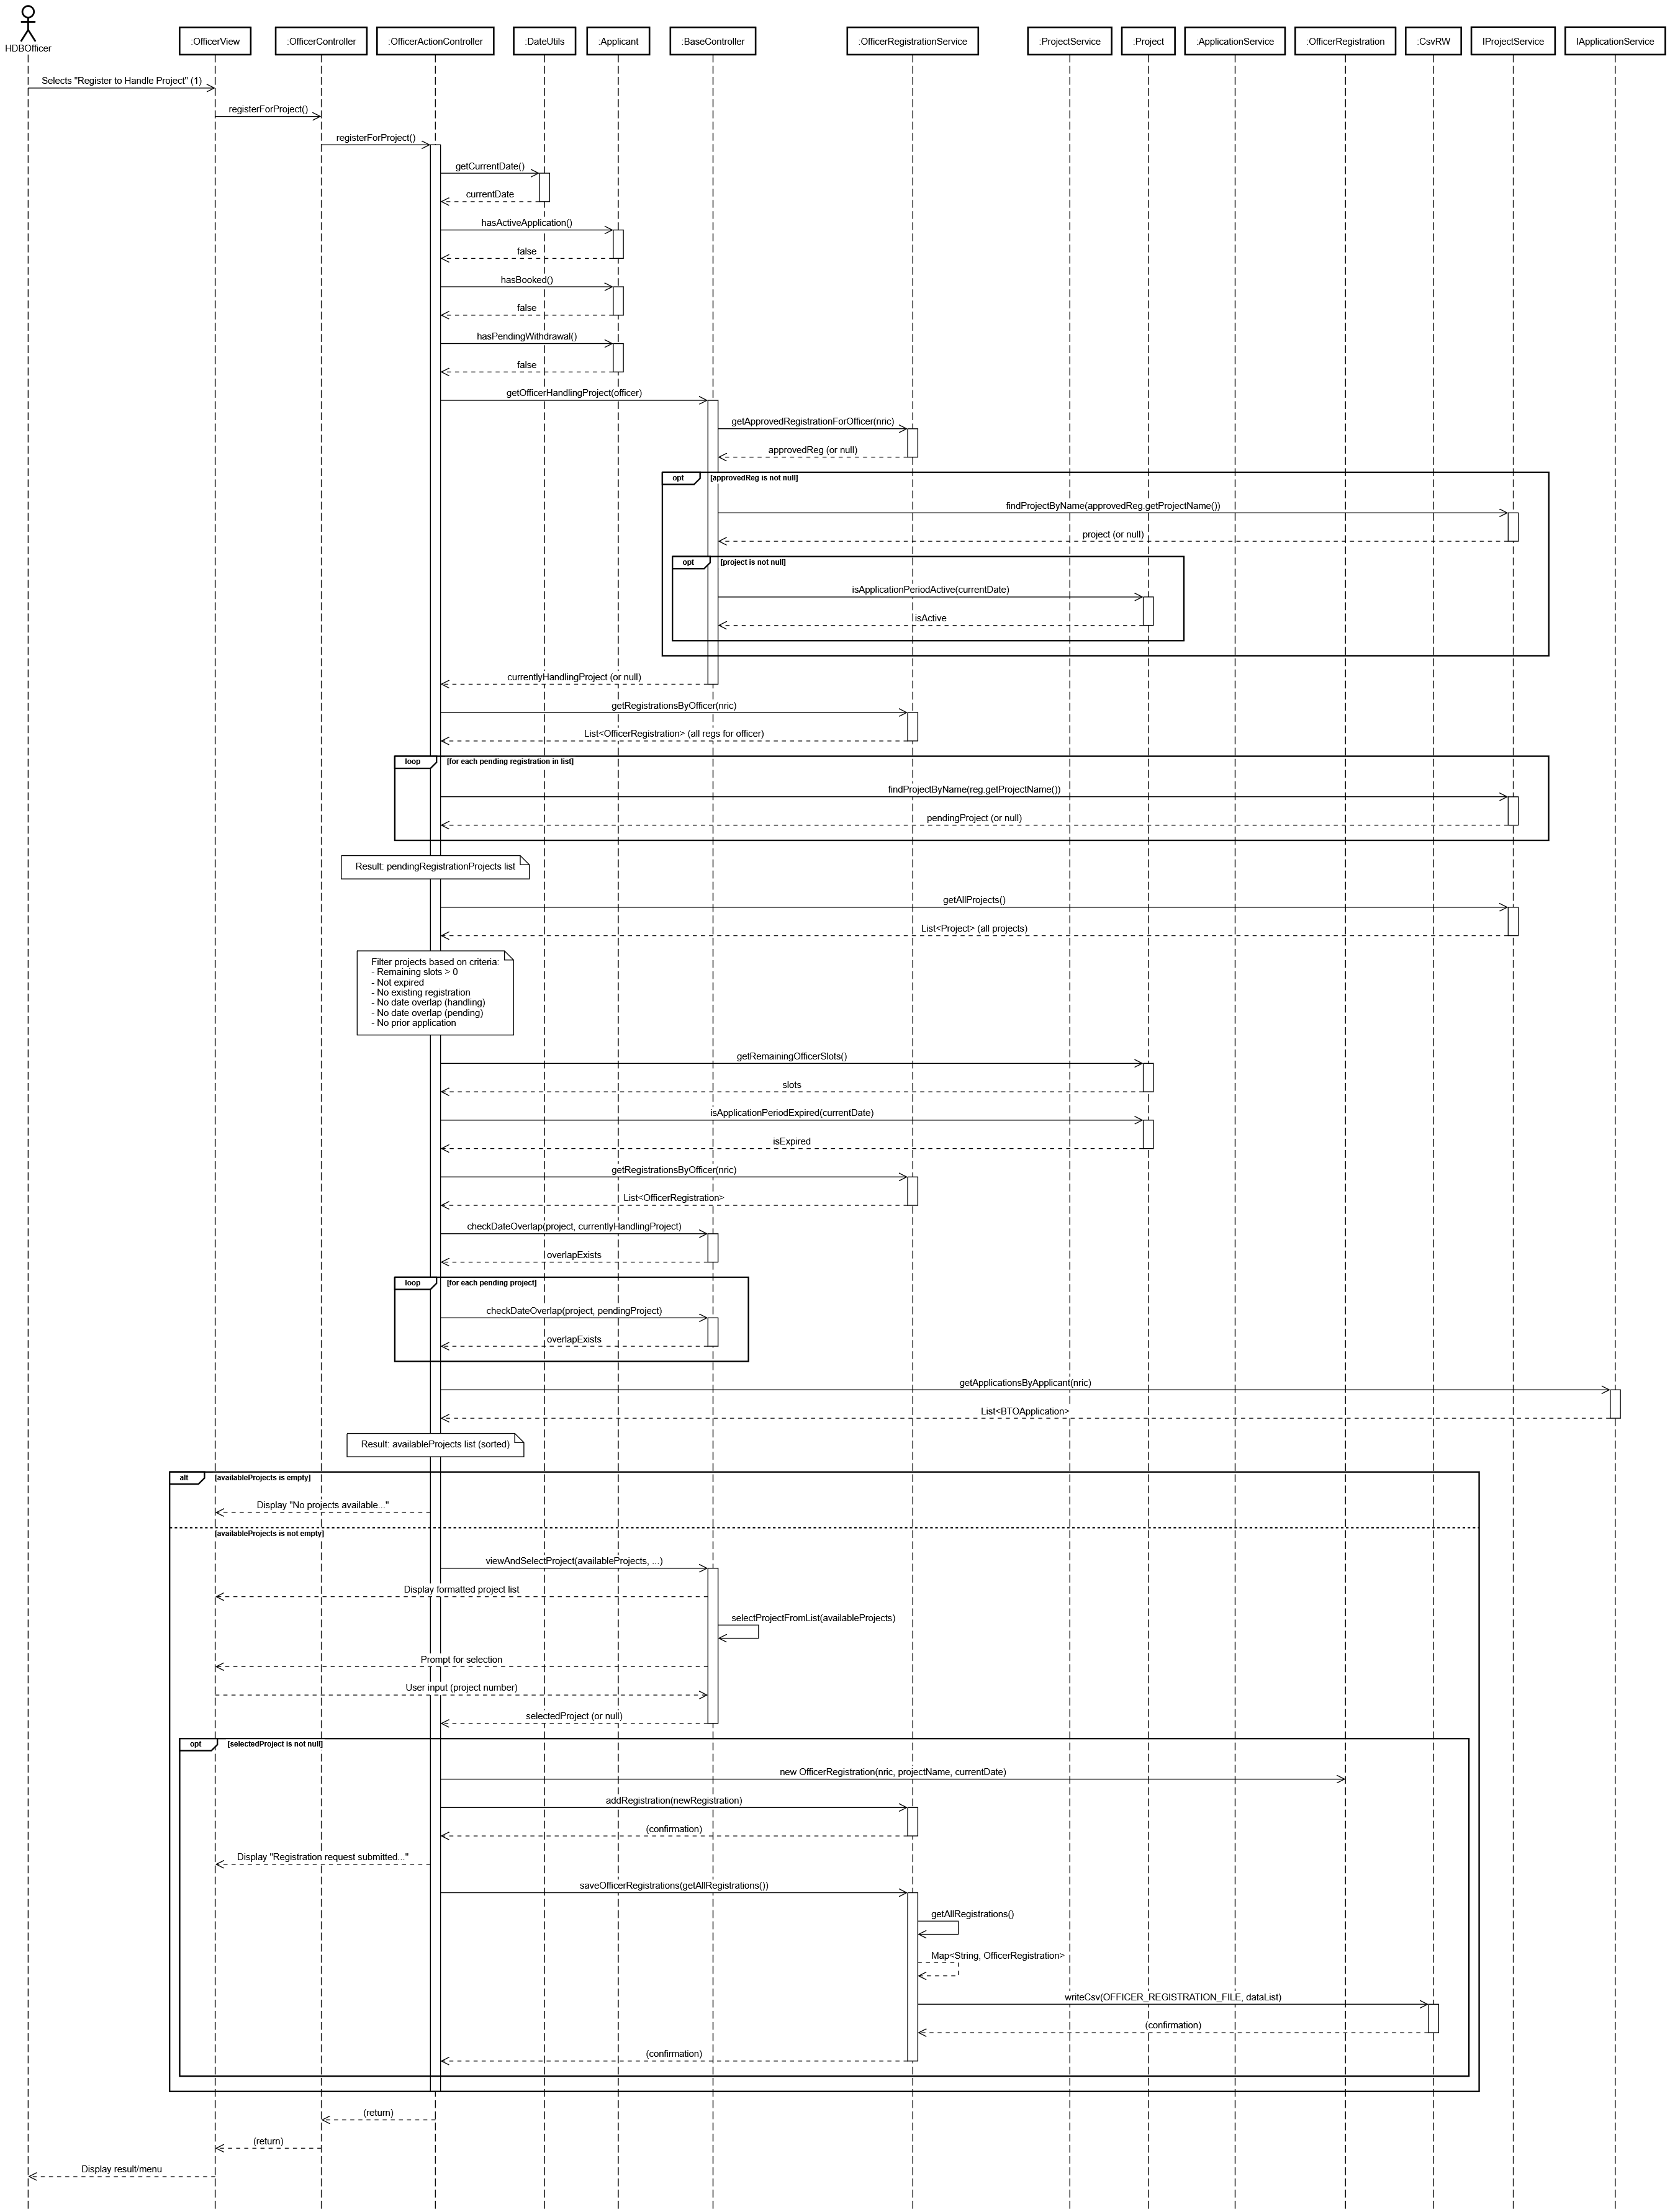 HDBOfficer
:OfficerView
:OfficerController
:OfficerActionController
:DateUtils
:Applicant
:BaseController
:OfficerRegistrationService
:ProjectService
:Project
:ApplicationService
:OfficerRegistration
:CsvRW
IProjectService
IApplicationService
Selects "Register to Handle Project" (1)
registerForProject()
registerForProject()
getCurrentDate()
currentDate
hasActiveApplication()
false
hasBooked()
false
hasPendingWithdrawal()
false
getOfficerHandlingProject(officer)
getApprovedRegistrationForOfficer(nric)
approvedReg (or null)
opt
[approvedReg is not null]
findProjectByName(approvedReg.getProjectName())
project (or null)
opt
[project is not null]
isApplicationPeriodActive(currentDate)
isActive
currentlyHandlingProject (or null)
getRegistrationsByOfficer(nric)
List<OfficerRegistration> (all regs for officer)
loop
[for each pending registration in list]
findProjectByName(reg.getProjectName())
pendingProject (or null)
Result: pendingRegistrationProjects list
getAllProjects()
List<Project> (all projects)
Filter projects based on criteria:
- Remaining slots > 0
- Not expired
- No existing registration
- No date overlap (handling)
- No date overlap (pending)
- No prior application
getRemainingOfficerSlots()
slots
isApplicationPeriodExpired(currentDate)
isExpired
getRegistrationsByOfficer(nric)
List<OfficerRegistration>
checkDateOverlap(project, currentlyHandlingProject)
overlapExists
loop
[for each pending project]
checkDateOverlap(project, pendingProject)
overlapExists
getApplicationsByApplicant(nric)
List<BTOApplication>
Result: availableProjects list (sorted)
alt
[availableProjects is empty]
Display "No projects available..."
[availableProjects is not empty]
viewAndSelectProject(availableProjects, ...)
Display formatted project list
selectProjectFromList(availableProjects)
Prompt for selection
User input (project number)
selectedProject (or null)
opt
[selectedProject is not null]
new OfficerRegistration(nric, projectName, currentDate)
addRegistration(newRegistration)
(confirmation)
Display "Registration request submitted..."
saveOfficerRegistrations(getAllRegistrations())
getAllRegistrations()
Map<String, OfficerRegistration>
writeCsv(OFFICER_REGISTRATION_FILE, dataList)
(confirmation)
(confirmation)
(return)
(return)
Display result/menu